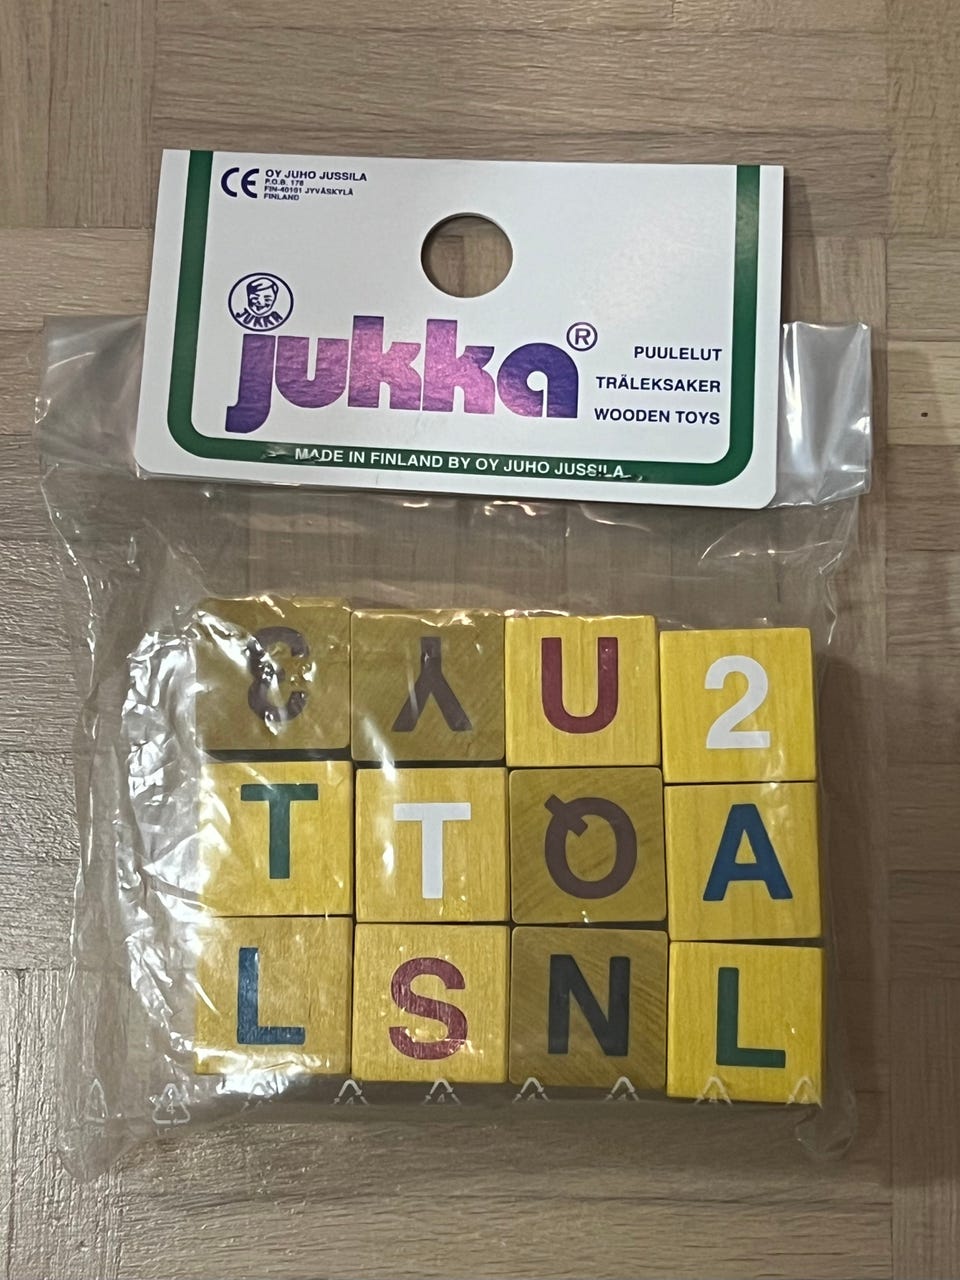 CE OY JUHO JUSSILA
P.O.B. 178
FIN-40101 JYVÄSKYLÄ
FINLAND
JUKKA
jukka®
PUULELUT
TRÄLEKSAKER
WOODEN TOYS
MADE IN FINLAND BY OY JUHO JUSSILA
3 Y U 2
T T Q A
L S N L